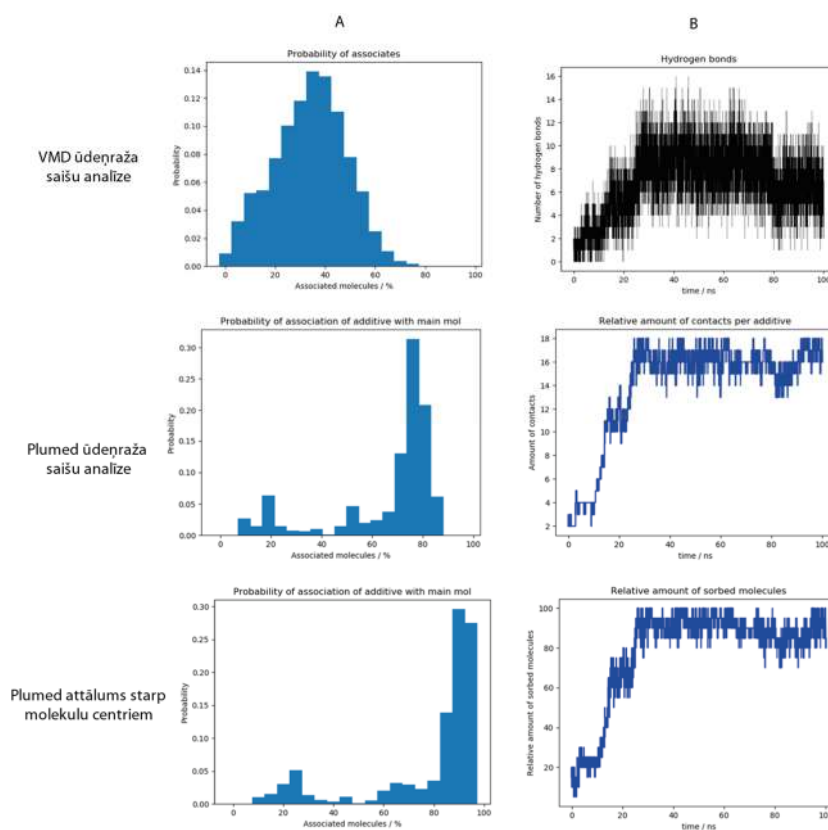 A
B
VMD ūdeņraža
saišu analīze
Probability of associates
Probability
0.14
0.12
0.10
0.08
0.06
0.04
0.02
0.00
0 20 40 60 80 100
Associated molecules / %
Hydrogen bonds
Number of hydrogen bonds
16
14
12
10
8
6
4
2
0
0 20 40 60 80 100
time / ns
Plumed ūdeņraža
saišu analīze
Probability of association of additive with main mol
Probability
0.30
0.25
0.20
0.15
0.10
0.05
0.00
0 20 40 60 80 100
Associated molecules / %
Relative amount of contacts per additive
Amount of contacts
18
16
14
12
10
8
6
4
2
0 20 40 60 80 100
time / ns
Plumed attālums starp
molekulu centriem
Probability of association of additive with main mol
Probability
0.30
0.25
0.20
0.15
0.10
0.05
0.00
0 20 40 60 80 100
Associated molecules / %
Relative amount of sorbed molecules
Relative amount of sorbed molecules
100
80
60
40
20
0 20 40 60 80 100
time / ns